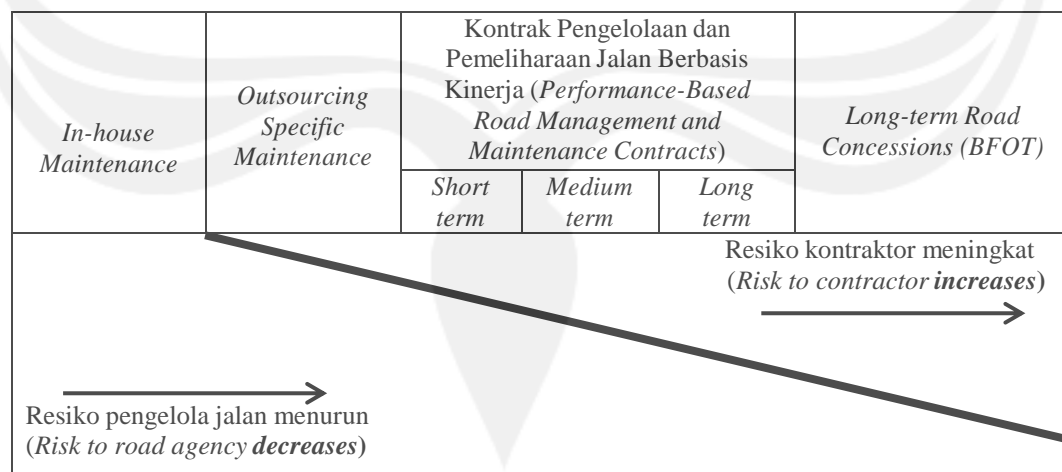 In-house
Maintenance
Outsourcing
Specific
Maintenance
Kontrak Pengelolaan dan
Pemeliharaan Jalan Berbasis
Kinerja (Performance-Based
Road Management and
Maintenance Contracts)
Short
term
Medium
term
Long
term
Long-term Road
Concessions (BFOT)
Resiko kontraktor meningkat
(Risk to contractor increases)
Resiko pengelola jalan menurun
(Risk to road agency decreases)